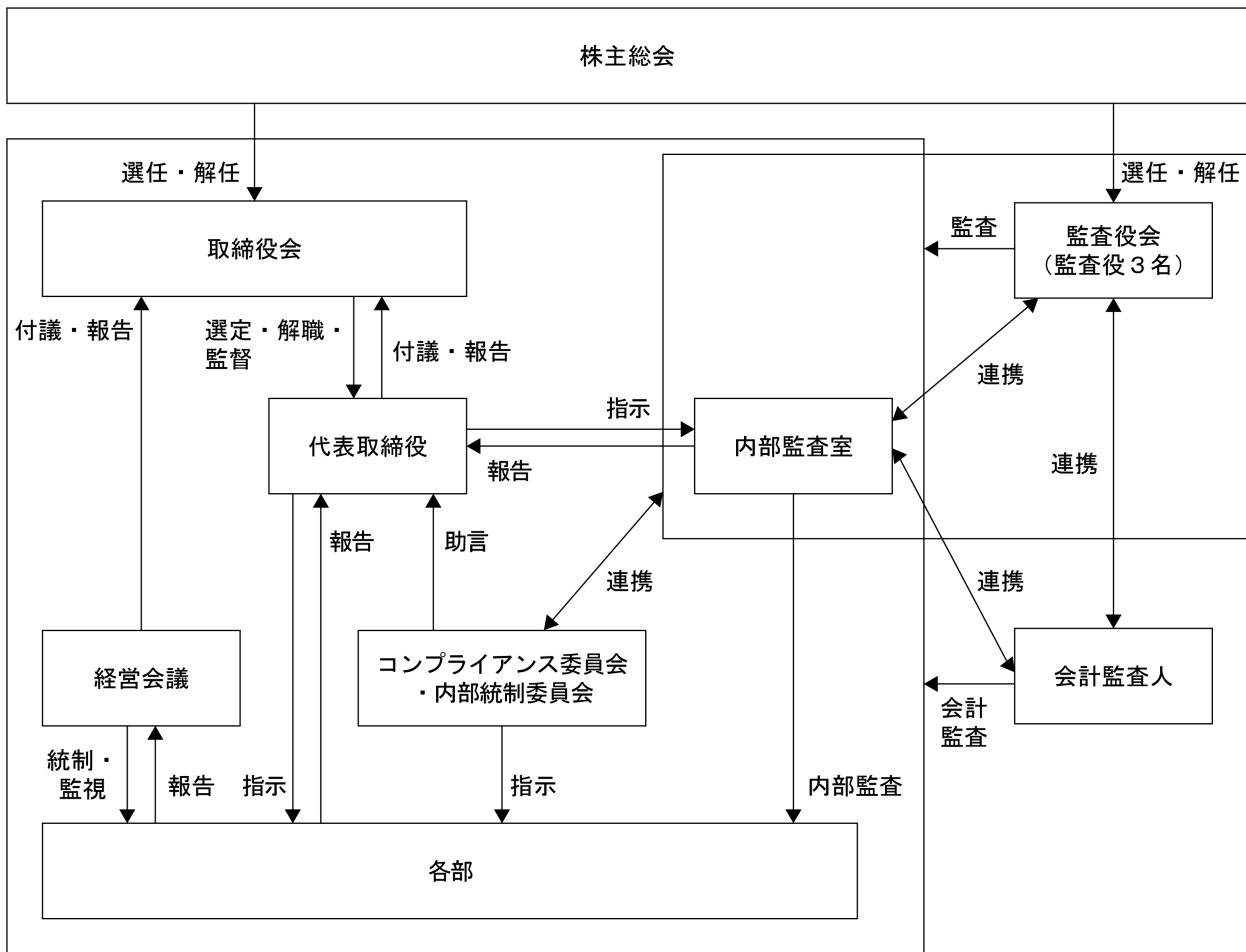 株主総会
選任・解任
選任・解任
取締役会
監査
監査役会
（監査役３名）
付議・報告
選定・解職・
監督
付議・報告
連携
指示
代表取締役
内部監査室
報告
連携
報告
助言
連携
連携
経営会議
コンプライアンス委員会
・内部統制委員会
会計監査人
会計
監査
統制・
監視
報告
指示
指示
内部監査
各部